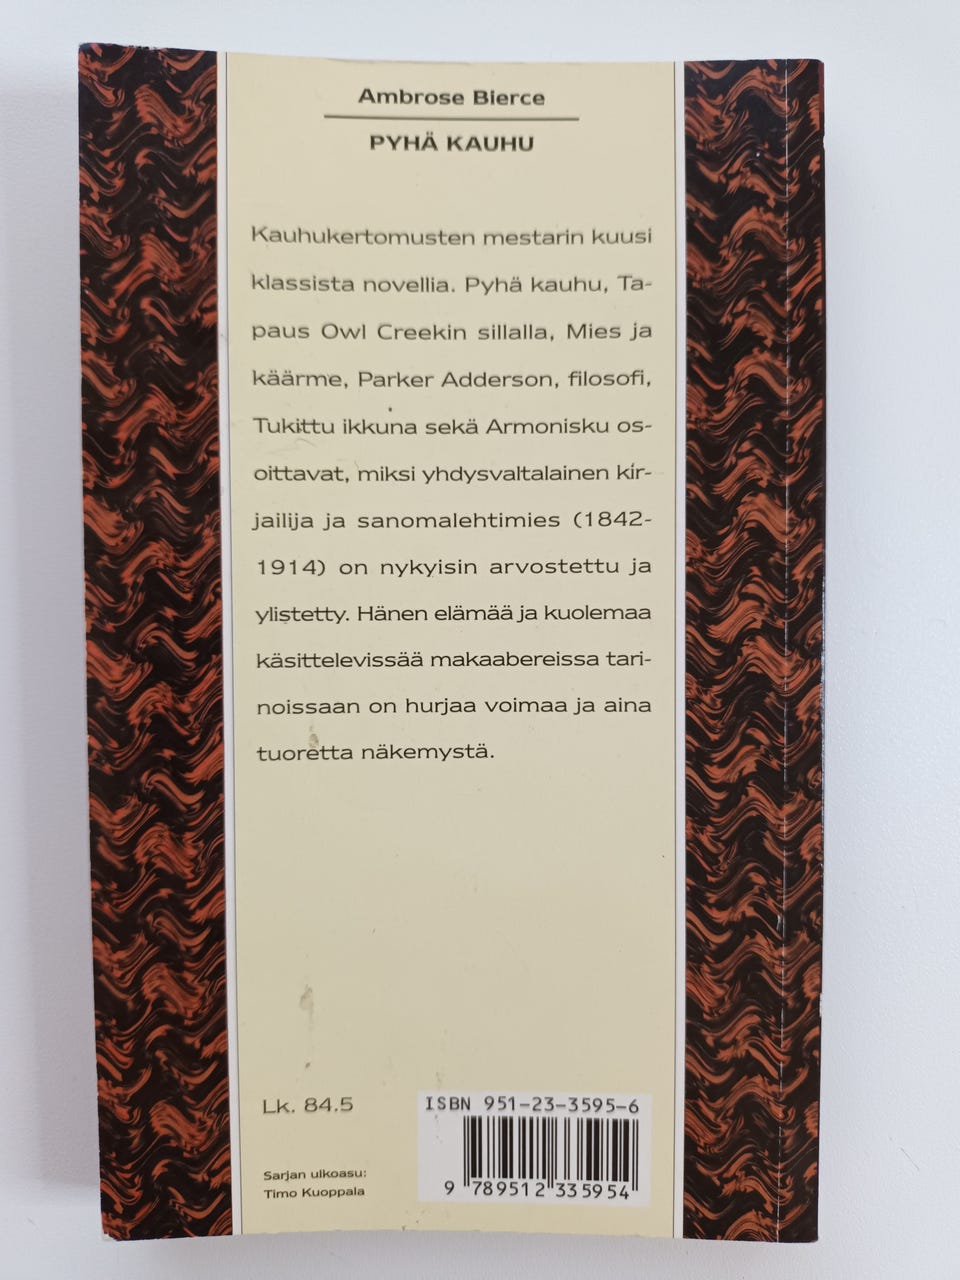 Ambrose Bierce
PYHÄ KAUHU
Kauhukertomusten mestarin kuusi
klassista novellia. Pyhä kauhu, Ta-
paus Owl Creekin sillalla, Mies ja
käärme, Parker Adderson, filosofi,
Tukittu ikkuna sekä Armonisku os-
oittavat, miksi yhdysvaltalainen kir-
jailija ja sanomalehtimies (1842-
1914) on nykyisin arvostettu ja
ylistetty. Hänen elämää ja kuolemaa
käsittelevissää makaabereissa tari-
noissaan on hurjaa voimaa ja aina
tuoretta näkemystä.
Lk. 84.5
ISBN 951-23-3595-6
Sarjan ulkoasu:
Timo Kuoppala
9 789512 335954